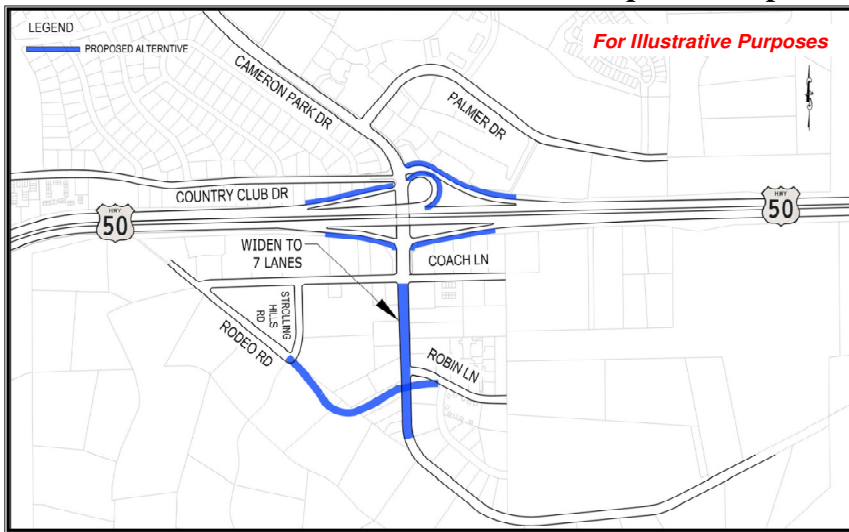 LEGEND
PROPOSED ALTERNTIVE
For Illustrative Purposes
CAMERON PARK DR
PALMER DR
COUNTRY CLUB DR
HWY
50
HWY
50
WIDEN TO
7 LANES
COACH LN
STROLLING
HILLS
RD
RODEO RD
ROBIN LN